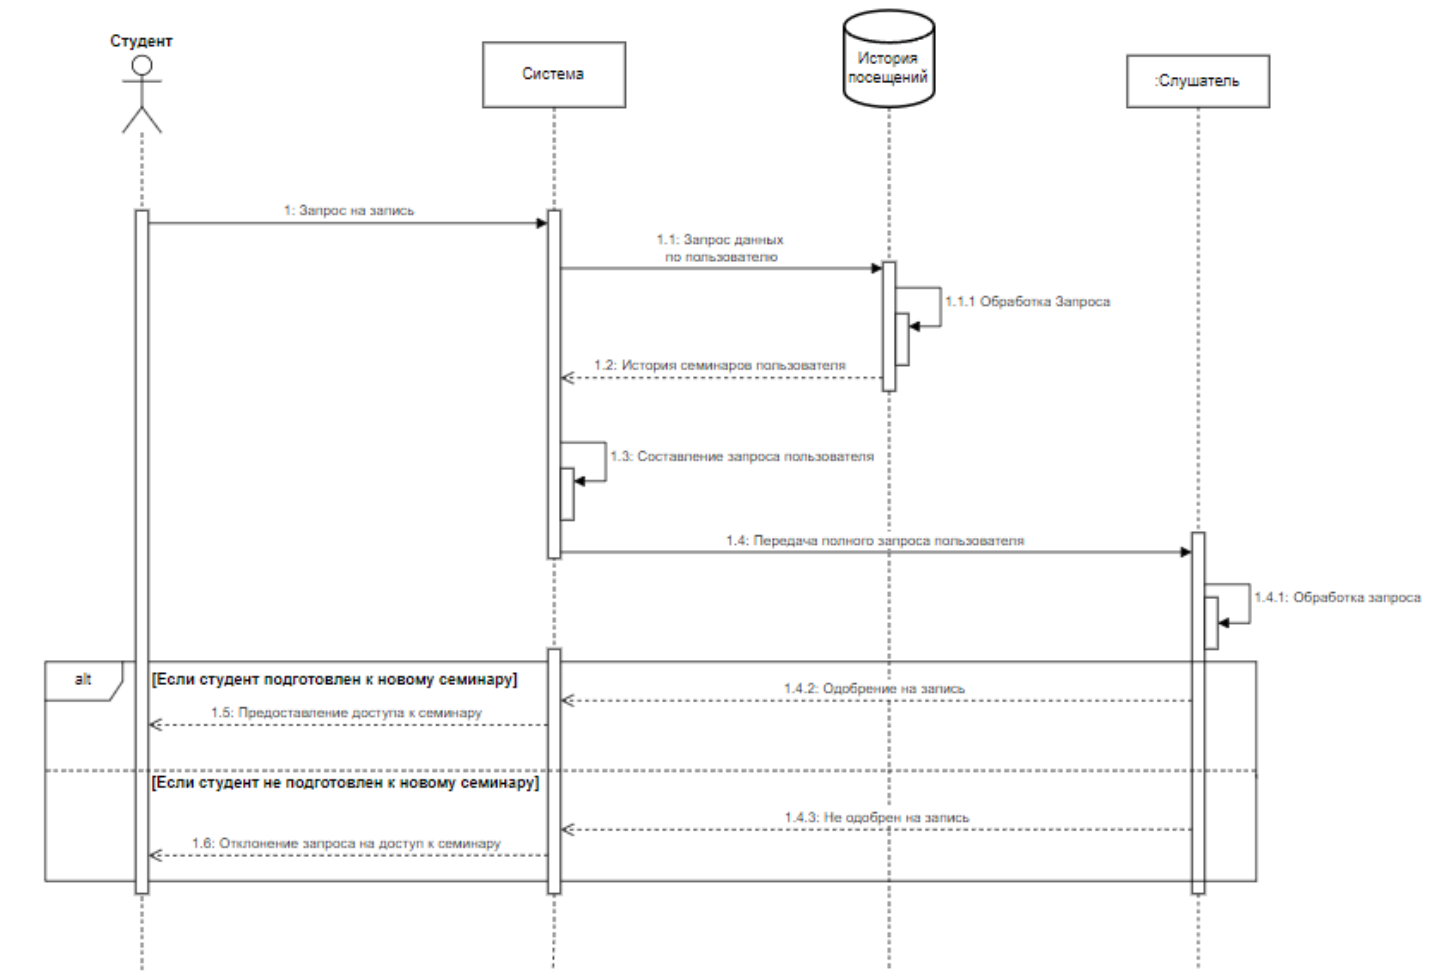 Студент
Система
История
посещений
:Слушатель
1: Запрос на запись
1.1: Запрос данных
по пользователю
1.1.1 Обработка Запроса
1.2: История семинаров пользователя
1.3: Составление запроса пользователя
1.4: Передача полного запроса пользователя
1.4.1: Обработка запроса
alt
[Если студент подготовлен к новому семинару]
1.4.2: Одобрение на запись
1.5: Предоставление доступа к семинару
[Если студент не подготовлен к новому семинару]
1.4.3: Не одобрен на запись
1.6: Отклонение запроса на доступ к семинару